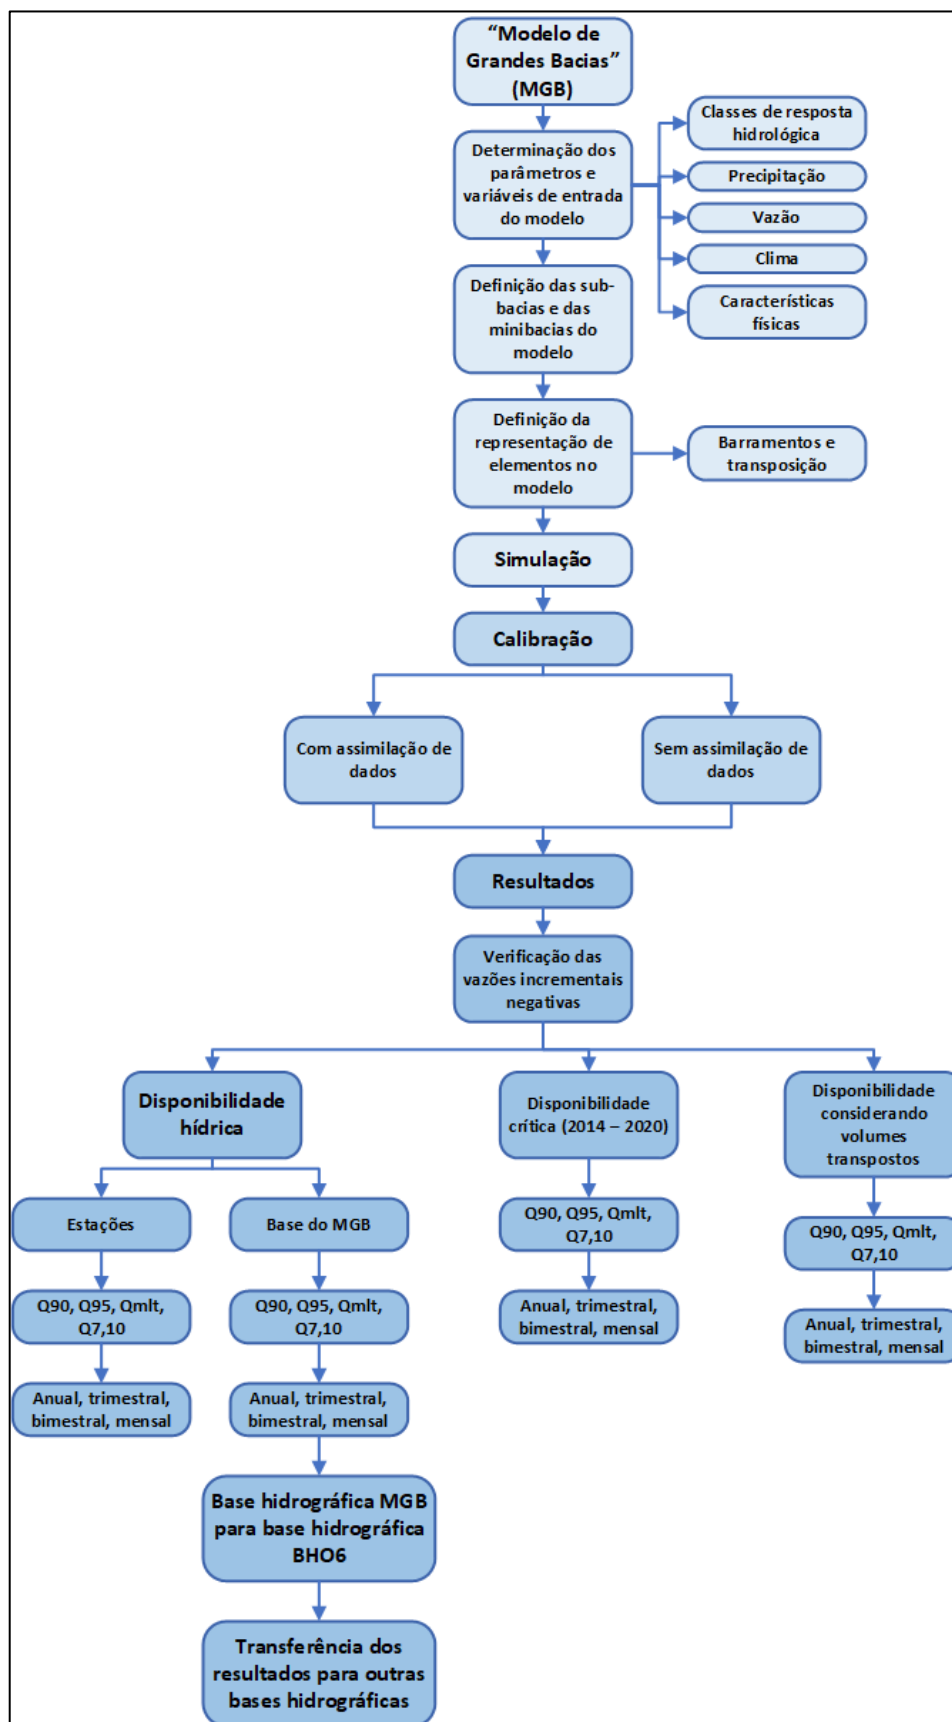 “Modelo de
Grandes Bacias”
(MGB)
Determinação dos
parâmetros e
variáveis de entrada
do modelo
Classes de resposta
hidrológica
Precipitação
Vazão
Clima
Características
físicas
Definição das sub-
bacias e das
minibacias do
modelo
Definição da
representação de
elementos no
modelo
Barramentos e
transposição
Simulação
Calibração
Com assimilação de
dados
Sem assimilação de
dados
Resultados
Verificação das
vazões incrementais
negativas
Disponibilidade
hídrica
Disponibilidade
crítica (2014 – 2020)
Disponibilidade
considerando
volumes
transpostos
Estações
Base do MGB
Q90, Q95, Qmlt,
Q7,10
Q90, Q95, Qmlt,
Q7,10
Q90, Q95, Qmlt,
Q7,10
Q90, Q95, Qmlt,
Q7,10
Anual, trimestral,
bimestral, mensal
Anual, trimestral,
bimestral, mensal
Anual, trimestral,
bimestral, mensal
Anual, trimestral,
bimestral, mensal
Base hidrográfica MGB
para base hidrográfica
BHO6
Transferência dos
resultados para outras
bases hidrográficas